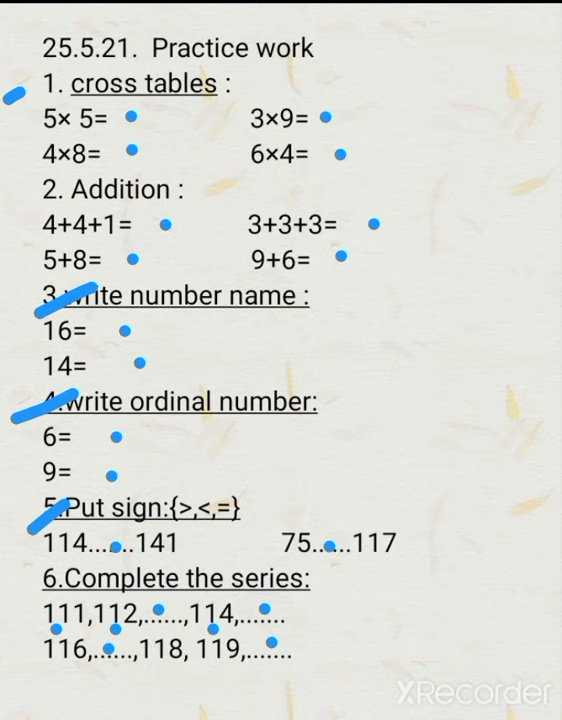 25.5.21. Practice work
1. cross tables :
5× 5= 3×9=
4×8= 6×4=
2. Addition :
4+4+1= 3+3+3=
5+8= 9+6=
3.write number name :
16=
14=
4.write ordinal number:
6=
9=
5.Put sign:{>,<,=}
114.......141 75......117
6.Complete the series:
111,112,......,114,.......
116,......,118, 119,.......
XRecorder